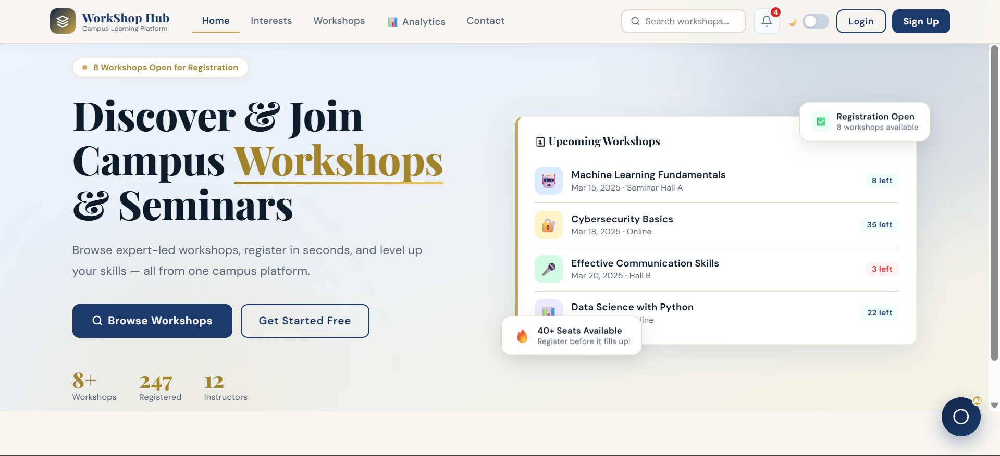 WorkShop Hub
Campus Learning Platform
Home
Interests
Workshops
Analytics
Contact
Search workshops...
4
Login
Sign Up
8 Workshops Open for Registration
Discover & Join
Campus Workshops
& Seminars
Browse expert-led workshops, register in seconds, and level up
your skills — all from one campus platform.
Browse Workshops
Get Started Free
8+
Workshops
247
Registered
12
Instructors
Registration Open
8 workshops available
Upcoming Workshops
Machine Learning Fundamentals
Mar 15, 2025 · Seminar Hall A
8 left
Cybersecurity Basics
Mar 18, 2025 · Online
35 left
Effective Communication Skills
Mar 20, 2025 · Hall B
3 left
Data Science with Python
line
22 left
40+ Seats Available
Register before it fills up!
AI